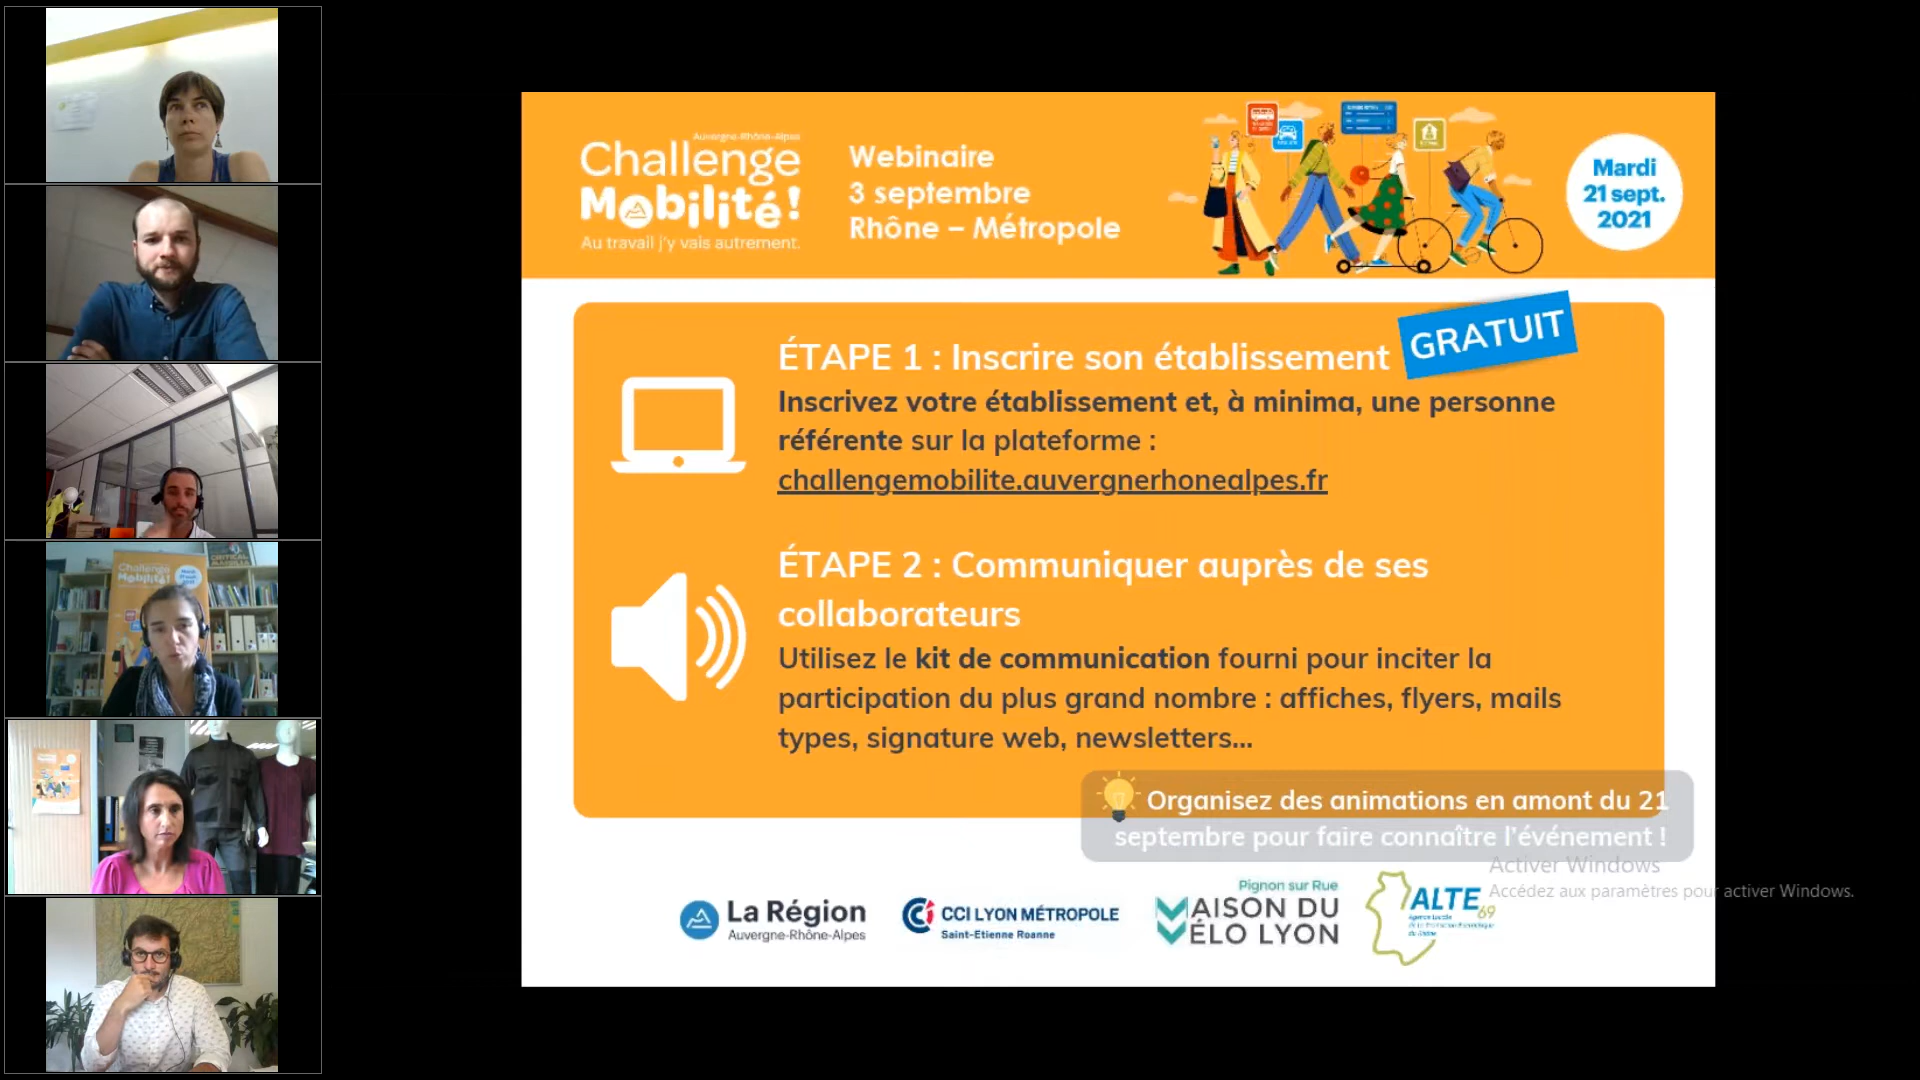 Auvergne-Rhône-Alpes
Challenge
Mobilité !
Au travail j'y vais autrement.
Webinaire
3 septembre
Rhône – Métropole
Mardi
21 sept.
2021
GRATUIT
ÉTAPE 1 : Inscrire son établissement
Inscrivez votre établissement et, à minima, une personne
référente sur la plateforme :
challengemobilite.auvergnerhonealpes.fr
ÉTAPE 2 : Communiquer auprès de ses
collaborateurs
Utilisez le kit de communication fourni pour inciter la
participation du plus grand nombre : affiches, flyers, mails
types, signature web, newsletters...
Organisez des animations en amont du 21
septembre pour faire connaître l'événement !
Activer Windows
Accédez aux paramètres pour activer Windows.
La Région
Auvergne-Rhône-Alpes
CCI LYON MÉTROPOLE
Saint-Etienne Roanne
Pignon sur Rue
MAISON DU
VÉLO LYON
ALTE
69
Challenge
Mobilité !